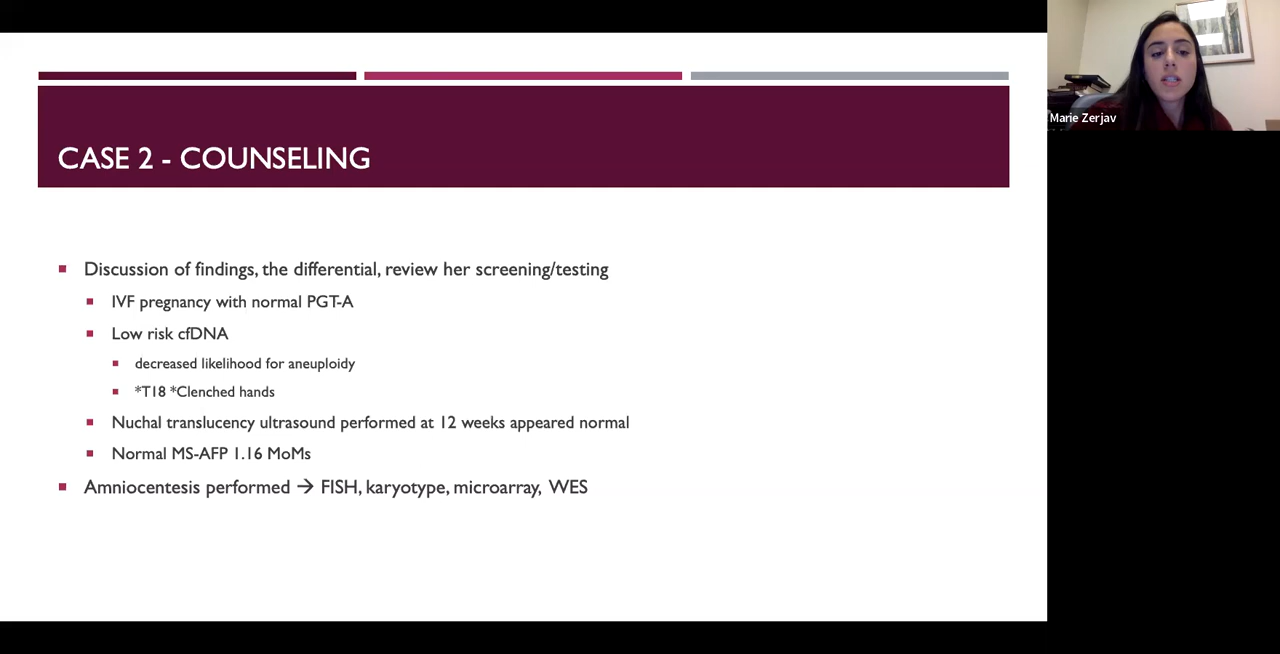 CASE 2 - COUNSELING
Discussion of findings, the differential, review her screening/testing
IVF pregnancy with normal PGT-A
Low risk cfDNA
decreased likelihood for aneuploidy
*T18 *Clenched hands
Nuchal translucency ultrasound performed at 12 weeks appeared normal
Normal MS-AFP 1.16 MoMs
Amniocentesis performed → FISH, karyotype, microarray, WES
Marie Zerjav